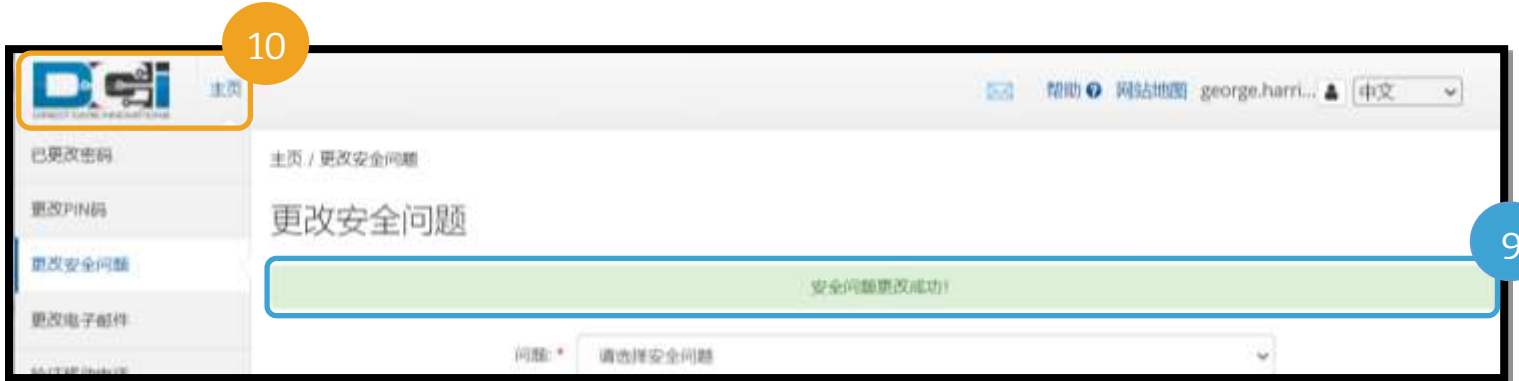 10
主页
帮助
网站地图
george.harri...
中文
已更改密码
主页 / 更改安全问题
更改PIN码
更改安全问题
更改安全问题
9
安全问题更改成功!
更改电子邮件
问题: *
请选择安全问题